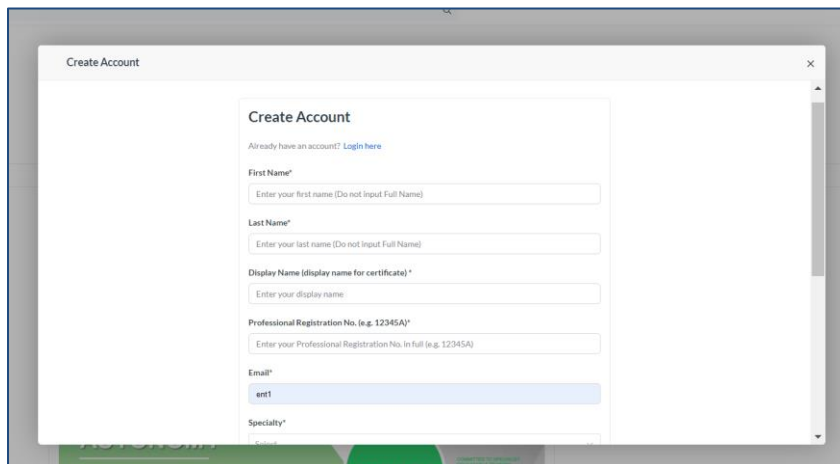 Create Account
×
Create Account
Already have an account? Login here
First Name*
Enter your first name (Do not input Full Name)
Last Name*
Enter your last name (Do not input Full Name)
Display Name (display name for certificate) *
Enter your display name
Professional Registration No. (e.g. 12345A)*
Enter your Professional Registration No. in full (e.g. 12345A)
Email*
ent1
Specialty*
Select